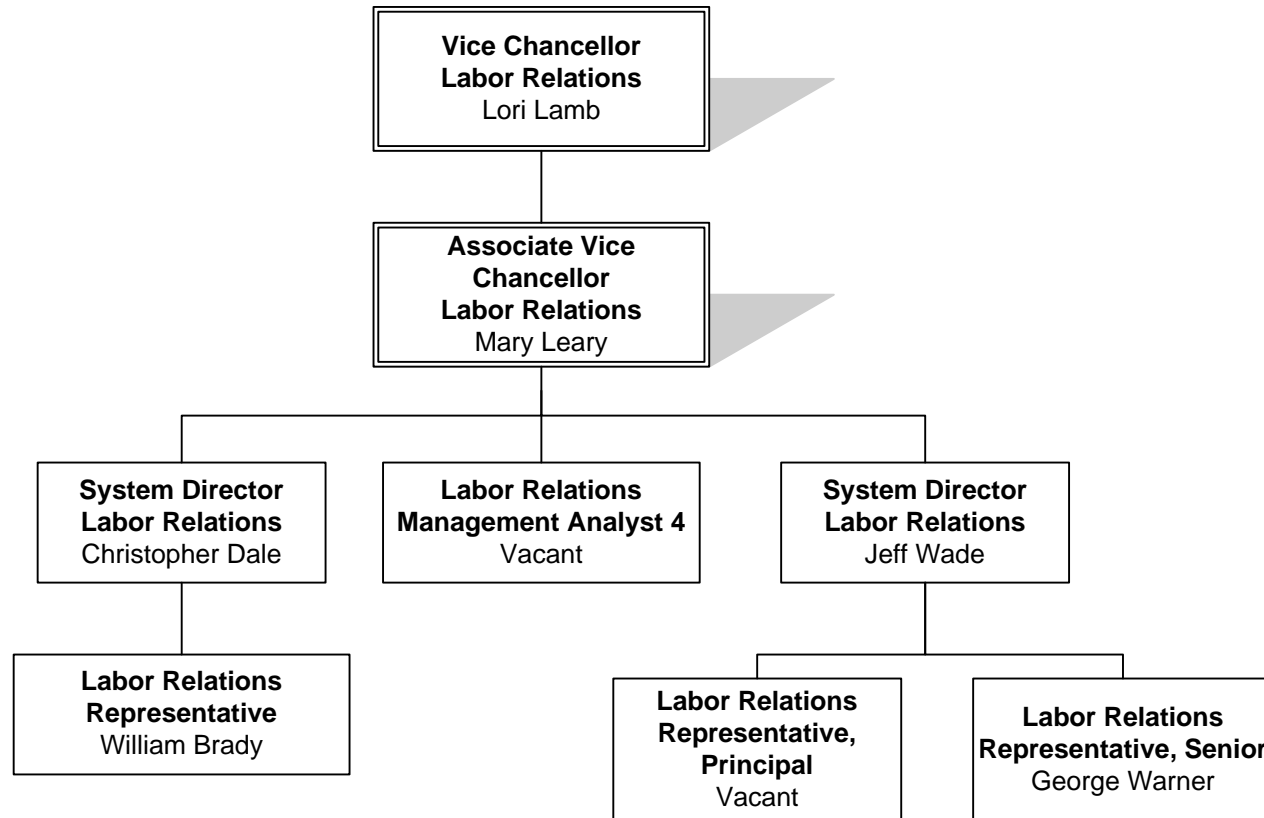 Vice Chancellor
Labor Relations
Lori Lamb
Associate Vice
Chancellor
Labor Relations
Mary Leary
System Director
Labor Relations
Christopher Dale
Labor Relations
Management Analyst 4
Vacant
System Director
Labor Relations
Jeff Wade
Labor Relations
Representative
William Brady
Labor Relations
Representative,
Principal
Vacant
Labor Relations
Representative, Senior
George Warner